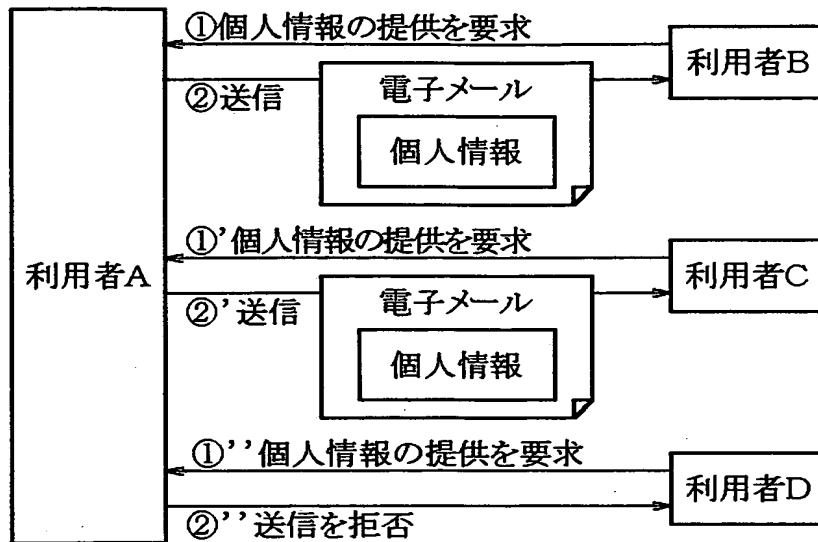 ①個人情報の提供を要求
利用者B
②送信
電子メール
個人情報
①'個人情報の提供を要求
利用者A
利用者C
②'送信
電子メール
個人情報
①''個人情報の提供を要求
利用者D
②''送信を拒否